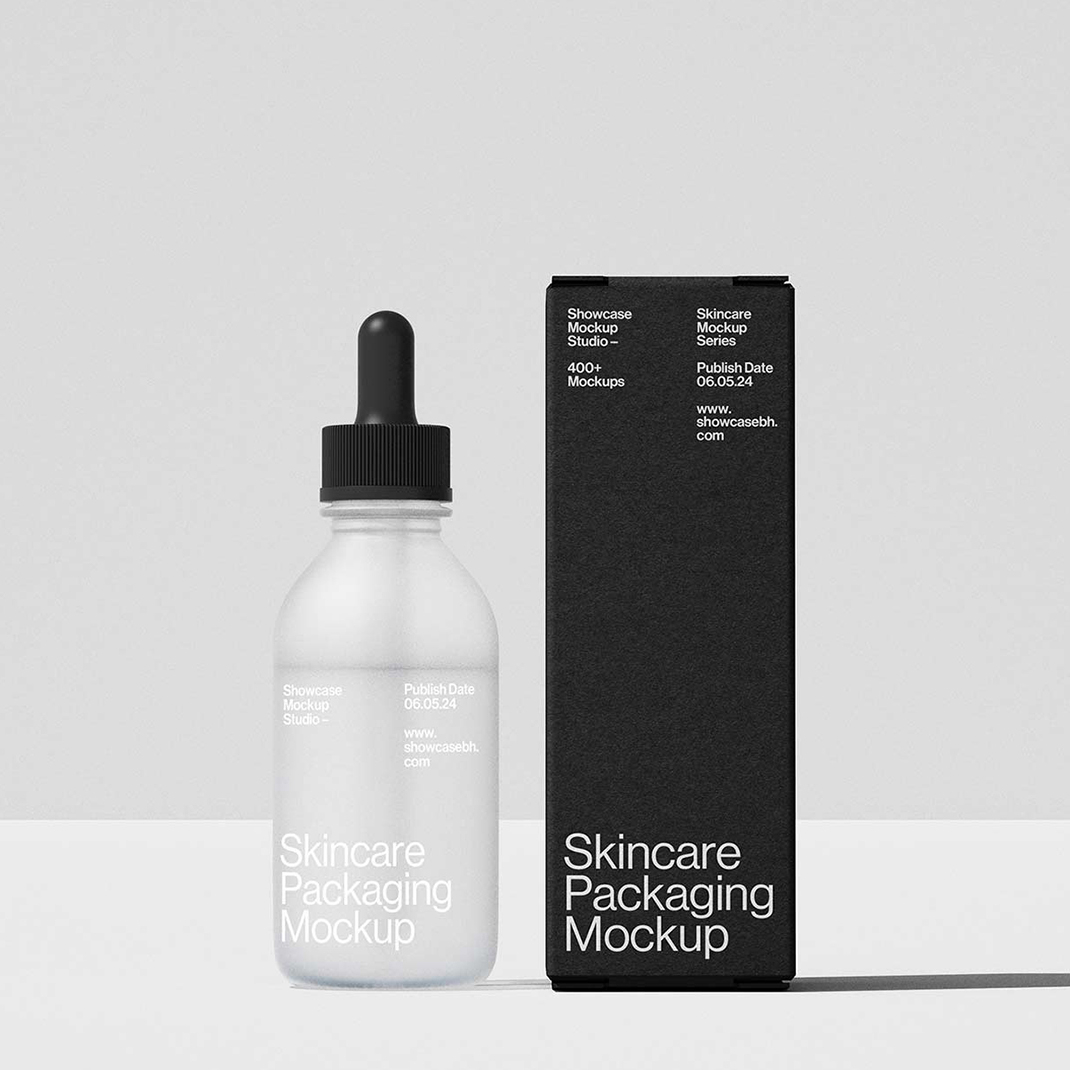 Showcase
Mockup
Studio –
Publish Date
06.05.24
www.
showcasebh.
com
Skincare
Packaging
Mockup
Showcase
Mockup
Studio –
400+
Mockups
Skincare
Mockup
Series
Publish Date
06.05.24
www.
showcasebh.
com
Skincare
Packaging
Mockup